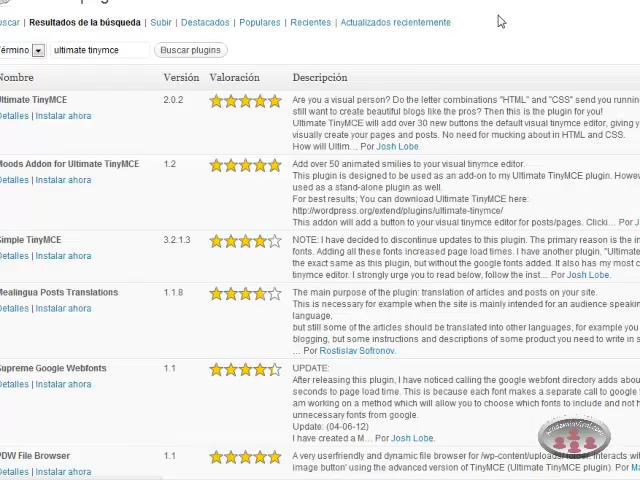 uscar | Resultados de la búsqueda | Subir | Destacados | Populares | Recientes | Actualizados recientemente
Término ultimate tinymce Buscar plugins
Nombre Versión Valoración Descripción
Ultimate TinyMCE 2.0.2 Are you a visual person? Do the letter combinations "HTML" and "CSS" send you running
Detalles | Instalar ahora still want to create beautiful blogs like the pros? Then this is the plugin for you!
Ultimate TinyMCE will add over 30 new buttons the default visual tinymce editor, giving y
visually create your pages and posts. No need for mucking about in HTML and CSS.
How will Ultim… Por Josh Lobe.
Moods Addon for Ultimate TinyMCE 1.2 Add over 50 animated smilies to your visual tinymce editor.
Detalles | Instalar ahora This plugin is designed to be used as an add-on to my Ultimate TinyMCE plugin. Howe
used as a stand-alone plugin as well.
For best results; You can download Ultimate TinyMCE here:
http://wordpress.org/extend/plugins/ultimate-tinymce/
This addon will add a button to your visual tinymce editor for posts/pages. Clicki… Por J
Simple TinyMCE 3.2.1.3 NOTE: I have decided to discontinue updates to this plugin. The primary reason is the in
Detalles | Instalar ahora fonts. Adding all these fonts increased page load times. I have another plugin, "Ultimate
the exact same as this plugin, but without the google fonts added. It also has my most c
tinymce editor. I strongly urge you to read below, follow the inst… Por Josh Lobe.
Mealingua Posts Translations 1.1.8 The main purpose of the plugin: translation of articles and posts on your site.
Detalles | Instalar ahora This is necessary for example when the site is mainly intended for an audience speakin
language,
but still some of the articles should be translated into other languages, for example you
blogging, but some instructions and descriptions of some product you need to write in s
… Por Rostislav Sofronov.
Supreme Google Webfonts 1.1 UPDATE:
Detalles | Instalar ahora After releasing this plugin, I have noticed calling the google webfont directory adds abou
seconds to page load time. This is because each font makes a separate call to google
am working on a method which will allow you to choose which fonts to include and not h
unnecessary fonts from google.
Update: (04-06-12)
I have created a M… Por Josh Lobe.
PDW File Browser 1.1 A very userfriendly and dynamic file browser for /wp-content/uploads/ folder. Interacts wi
Detalles | Instalar ahora image button' using the advanced version of TinyMCE (Ultimate TinyMCE plugin). Por Ma